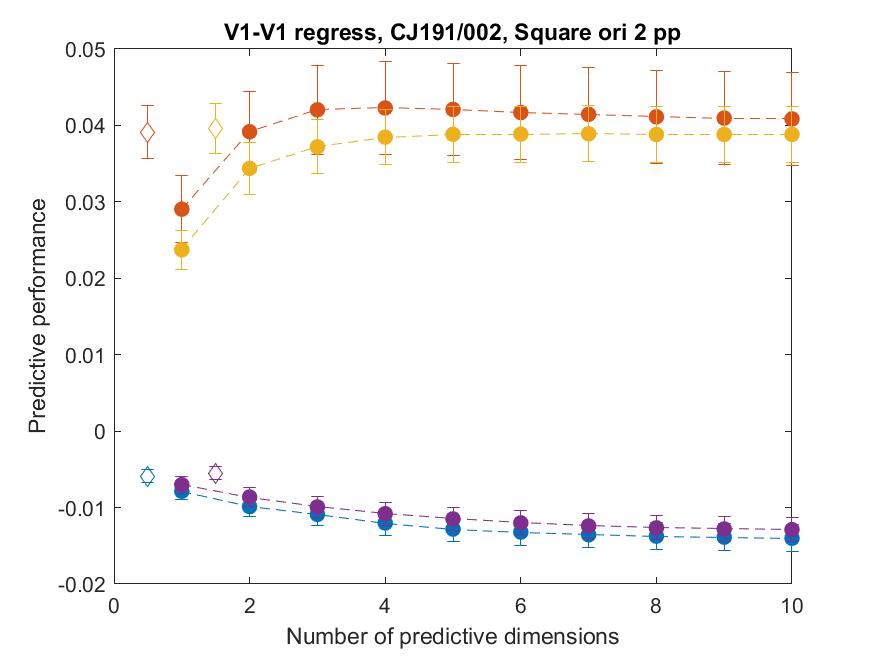 V1-V1 regress, CJ191/002, Square ori 2 pp
0.05
0.04
0.03
0.02
0.01
0
-0.01
-0.02
Predictive performance
0 2 4 6 8 10
Number of predictive dimensions